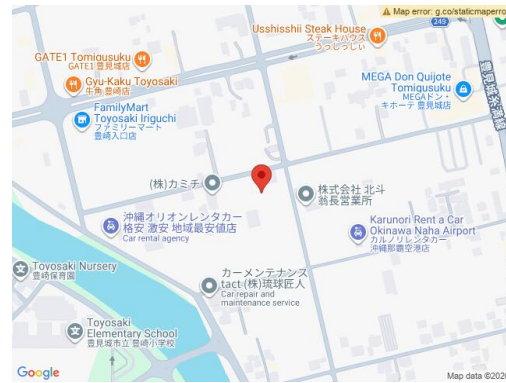 Map error: g.co/staticmaperro
249
Usshisshii Steak House
ステーキハウス
うっしっしぃ
GATE1 Tomigusuku
GATE1 豊見城店
Gyu-Kaku Toyosaki
牛角 豊崎店
MEGA Don Quijote
Tomigusuku
MEGAドン・
キホーテ 豊見城店
FamilyMart
Toyosaki Iriguchi
ファミリーマート
豊崎入口店
(株)カミチ
株式会社 北斗
翁長営業所
沖縄オリオンレンタカー
格安 激安 地域最安値店
Car rental agency
Karunori Rent a Car
Okinawa Naha Airport
カルノリレンタカー
沖縄那覇空港店
Toyosaki Nursery
豊崎保育園
カーメンテナンス
tact-(株)琉球匠人
Car repair and
maintenance service
Toyosaki
Elementary School
豊見城市立 豊崎小学校
Google
Map data ©2026